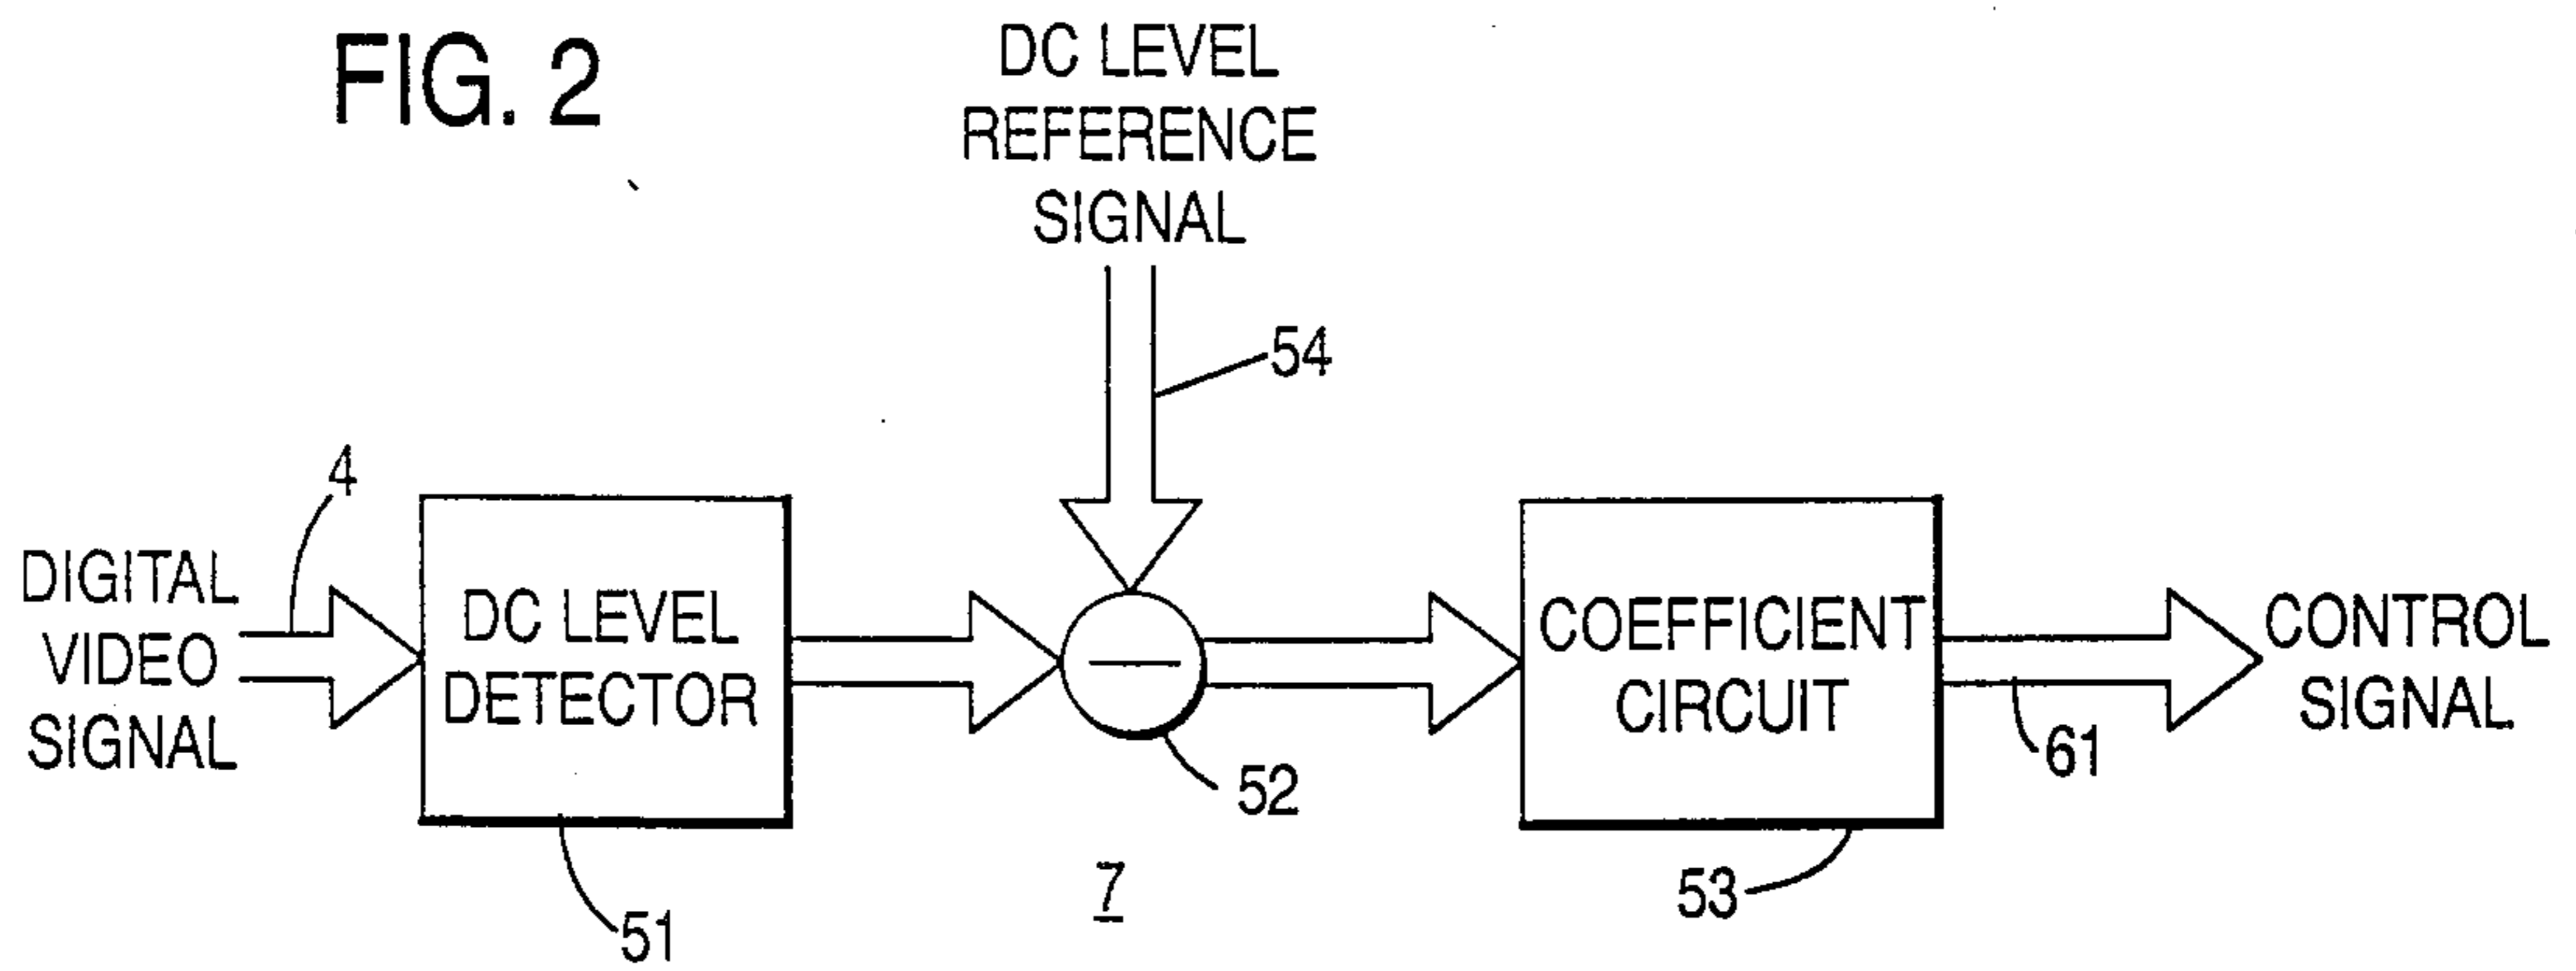 FIG. 2
DC LEVEL
REFERENCE
SIGNAL
54
4
DIGITAL
VIDEO
SIGNAL
DC LEVEL
DETECTOR
—
COEFFICIENT
CIRCUIT
CONTROL
SIGNAL
61
52
7
53
51